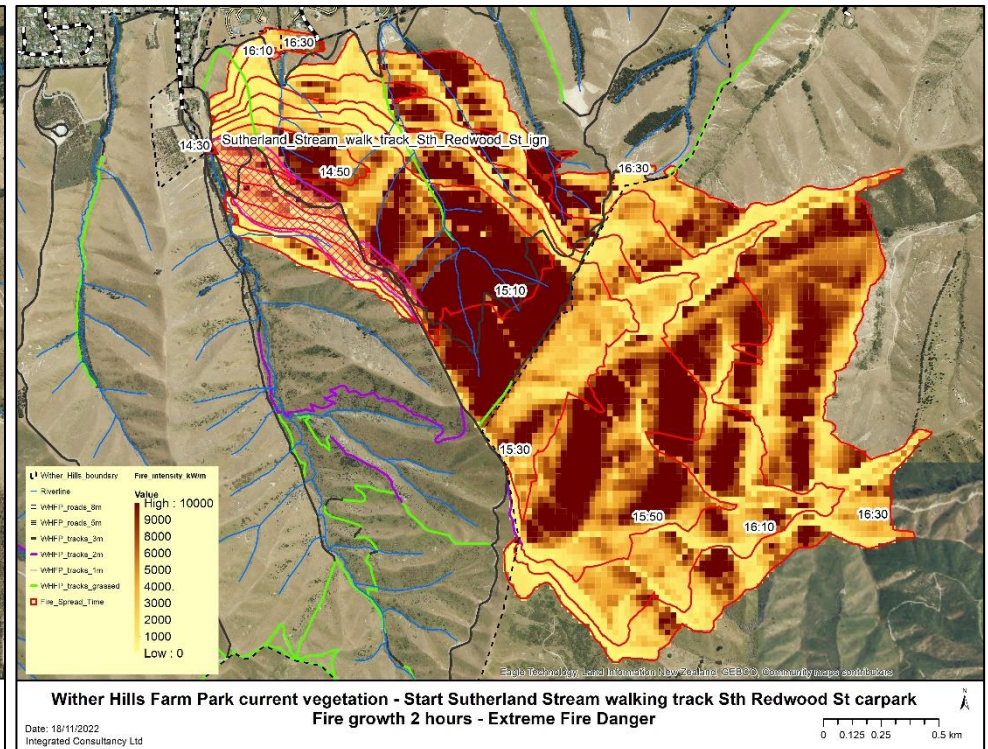 16:10
16:30
14:30
Sutherland_Stream_walk_track_Sth_Redwood_St_ign
14:50
16:30
15:10
15:30
15:50
16:10
16:30
Wither_Hills_boundary
Riverline
WHFP_roads_8m
WHFP_roads_5m
WHFP_tracks_3m
WHFP_tracks_2m
WHFP_tracks_1m
WHFP_tracks_grassed
Fire_Spread_Time
Fire_intensity_kW/m
Value
High : 10000
9000
8000
6000
5000
4000
3000
2000
1000
Low : 0
Eagle Technology, Land Information New Zealand, GEBCO, Community maps contributors
Wither Hills Farm Park current vegetation - Start Sutherland Stream walking track Sth Redwood St carpark
Fire growth 2 hours - Extreme Fire Danger
Date: 18/11/2022
Integrated Consultancy Ltd
N
0 0.125 0.25 0.5 km